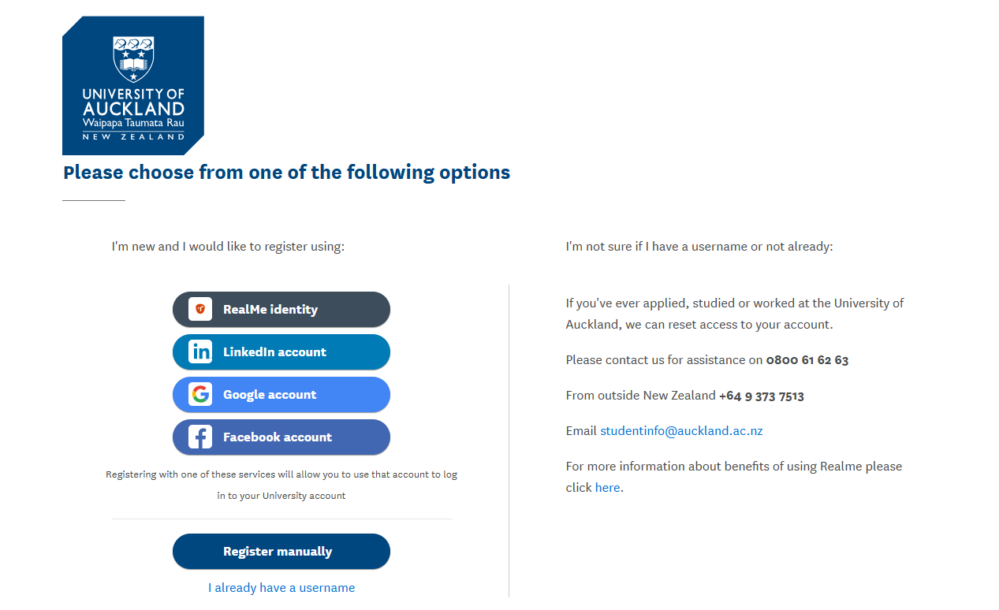 UNIVERSITY OF
AUCKLAND
Waipapa Taumata Rau
NEW ZEALAND
Please choose from one of the following options
I'm new and I would like to register using:
RealMe identity
in
LinkedIn account
G
Google account
f
Facebook account
Registering with one of these services will allow you to use that account to log
in to your University account
Register manually
I already have a username
I'm not sure if I have a username or not already:
If you've ever applied, studied or worked at the University of
Auckland, we can reset access to your account.
Please contact us for assistance on 0800 61 62 63
From outside New Zealand +64 9 373 7513
Email studentinfo@auckland.ac.nz
For more information about benefits of using Realme please
click here.